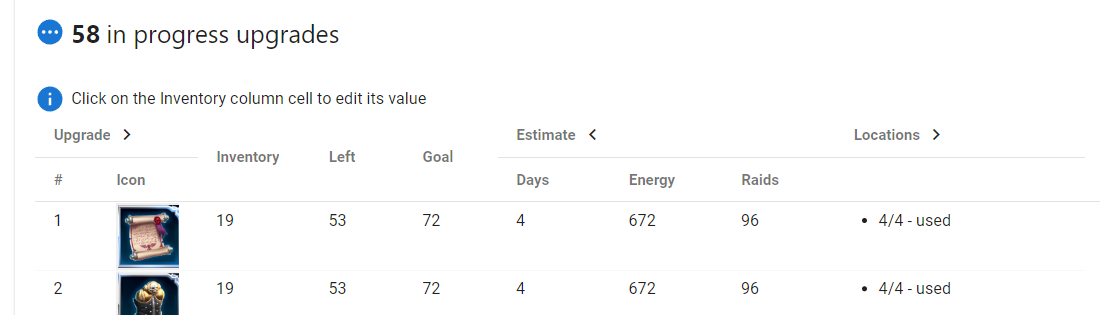 58 in progress upgrades
Click on the Inventory column cell to edit its value
Upgrade Estimate Locations
Inventory Left Goal
# Icon Days Energy Raids
1 19 53 72 4 672 96 • 4/4 - used
2 19 53 72 4 672 96 • 4/4 - used